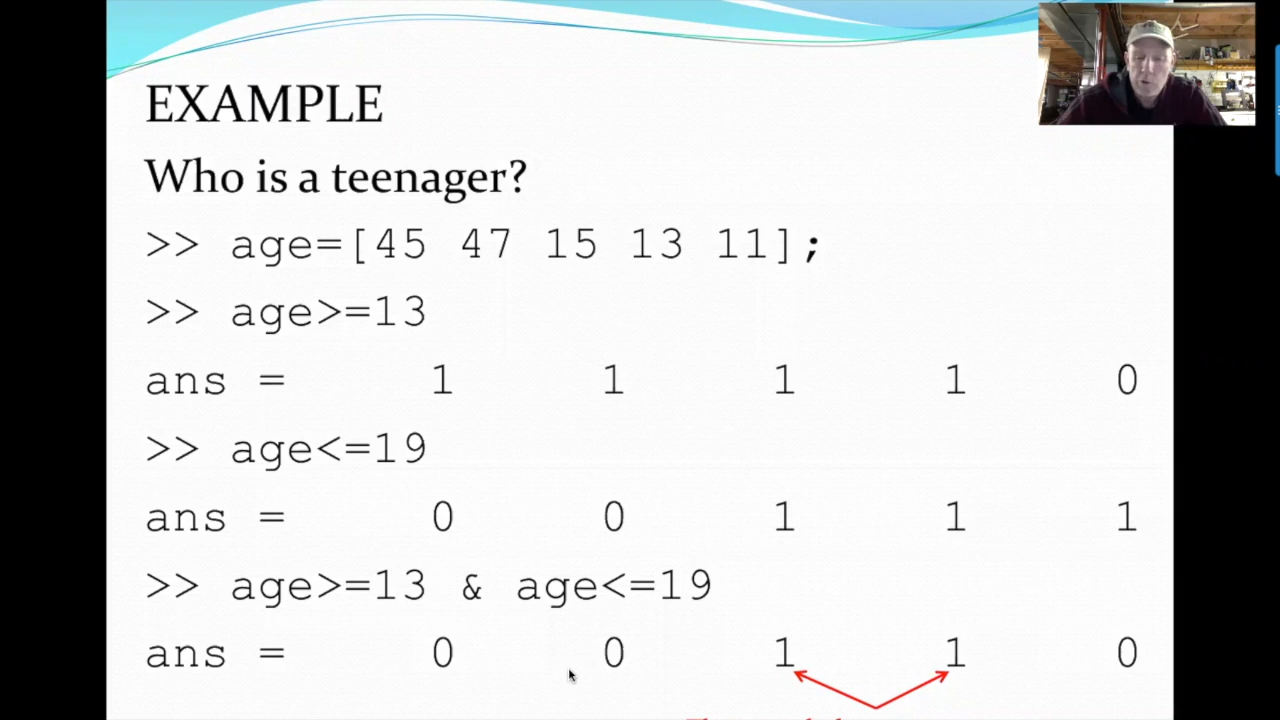 EXAMPLE
Who is a teenager?
>> age=[45 47 15 13 11];
>> age>=13
ans = 1 1 1 1 0
>> age<=19
ans = 0 0 1 1 1
>> age>=13 & age<=19
ans = 0 0 1 1 0